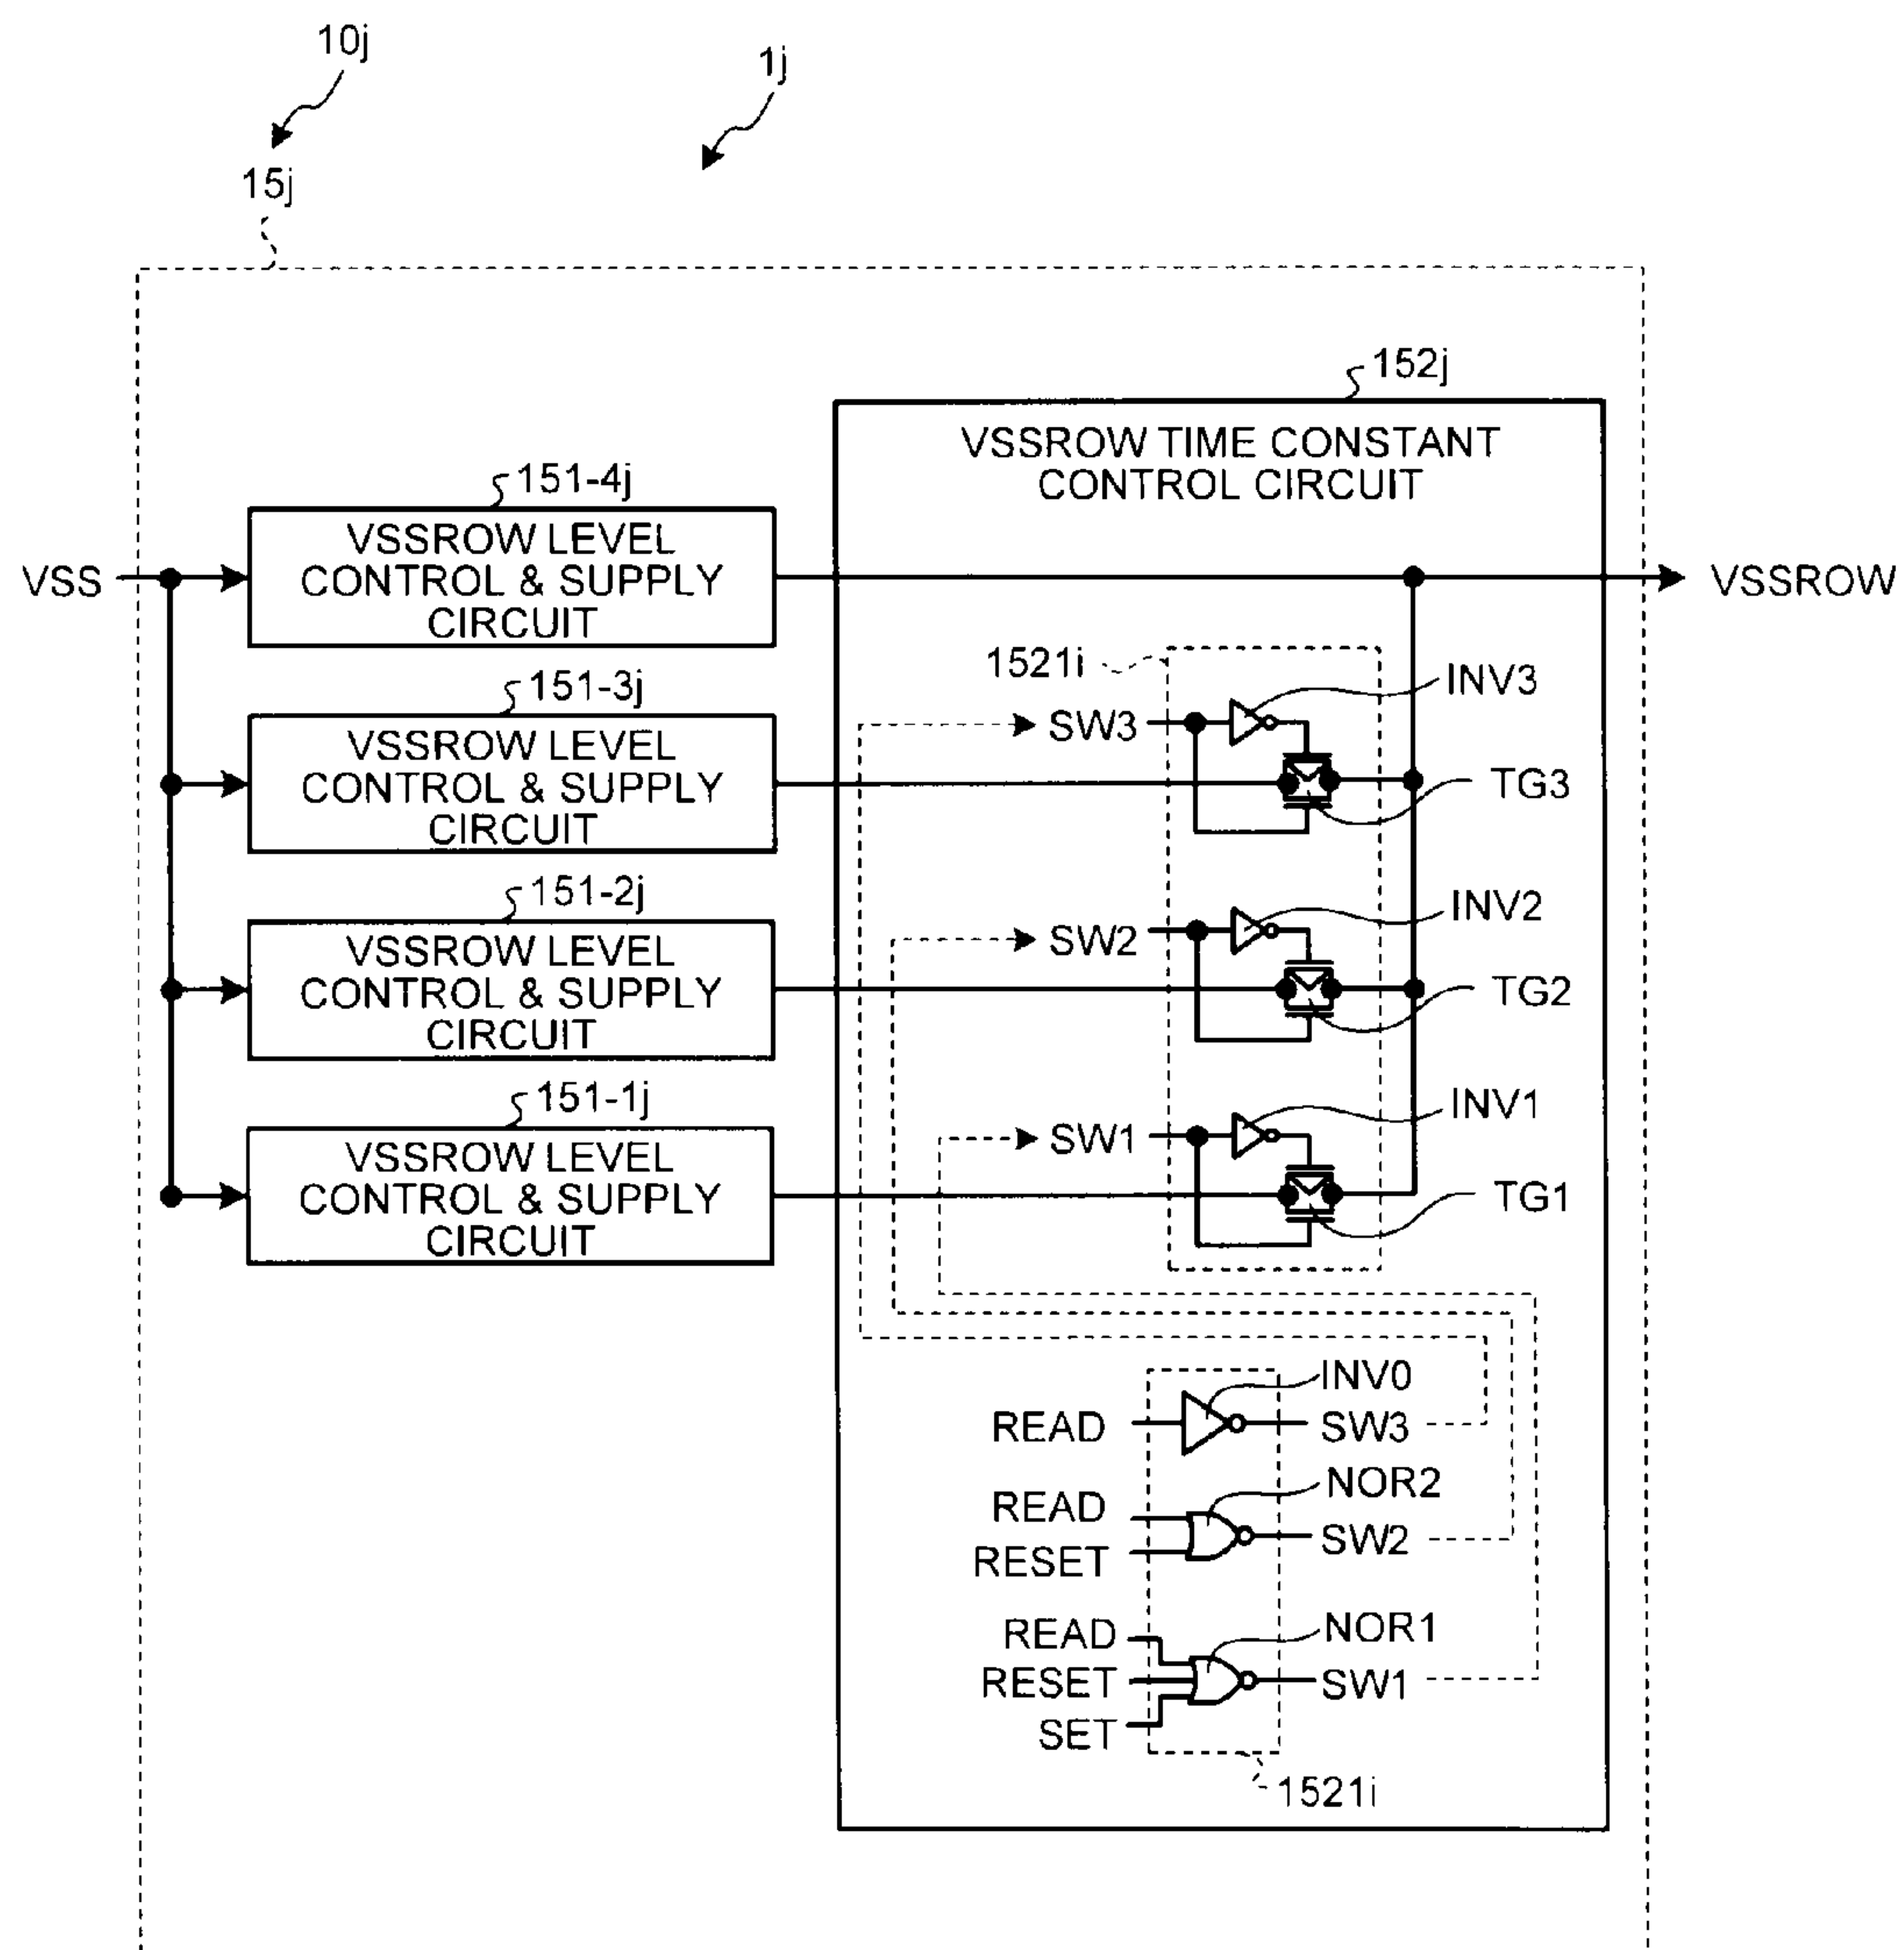 10j
1j
15j
152j
VSSROW TIME CONSTANT
CONTROL CIRCUIT
151-4j
VSSROW LEVEL
CONTROL & SUPPLY
CIRCUIT
VSS
VSSROW
151-3j
VSSROW LEVEL
CONTROL & SUPPLY
CIRCUIT
1521i
INV3
SW3
TG3
151-2j
VSSROW LEVEL
CONTROL & SUPPLY
CIRCUIT
INV2
SW2
TG2
151-1j
VSSROW LEVEL
CONTROL & SUPPLY
CIRCUIT
INV1
SW1
TG1
INV0
READ
SW3
NOR2
READ
RESET
SW2
NOR1
READ
RESET
SET
SW1
1521i